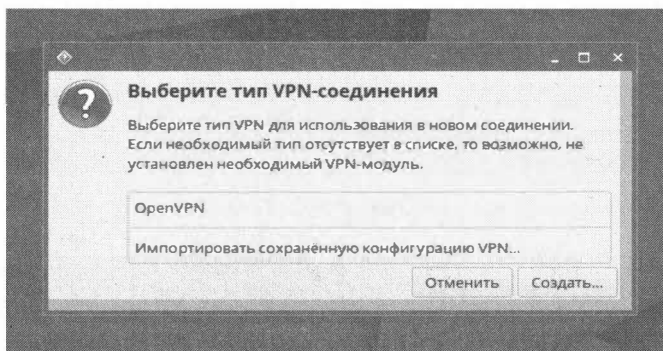 Выберите тип VPN-соединения
Выберите тип VPN для использования в новом соединении.
Если необходимый тип отсутствует в списке, то возможно, не
установлен необходимый VPN-модуль.
OpenVPN
Импортировать сохраненную конфигурацию VPN...
Отменить
Создать...